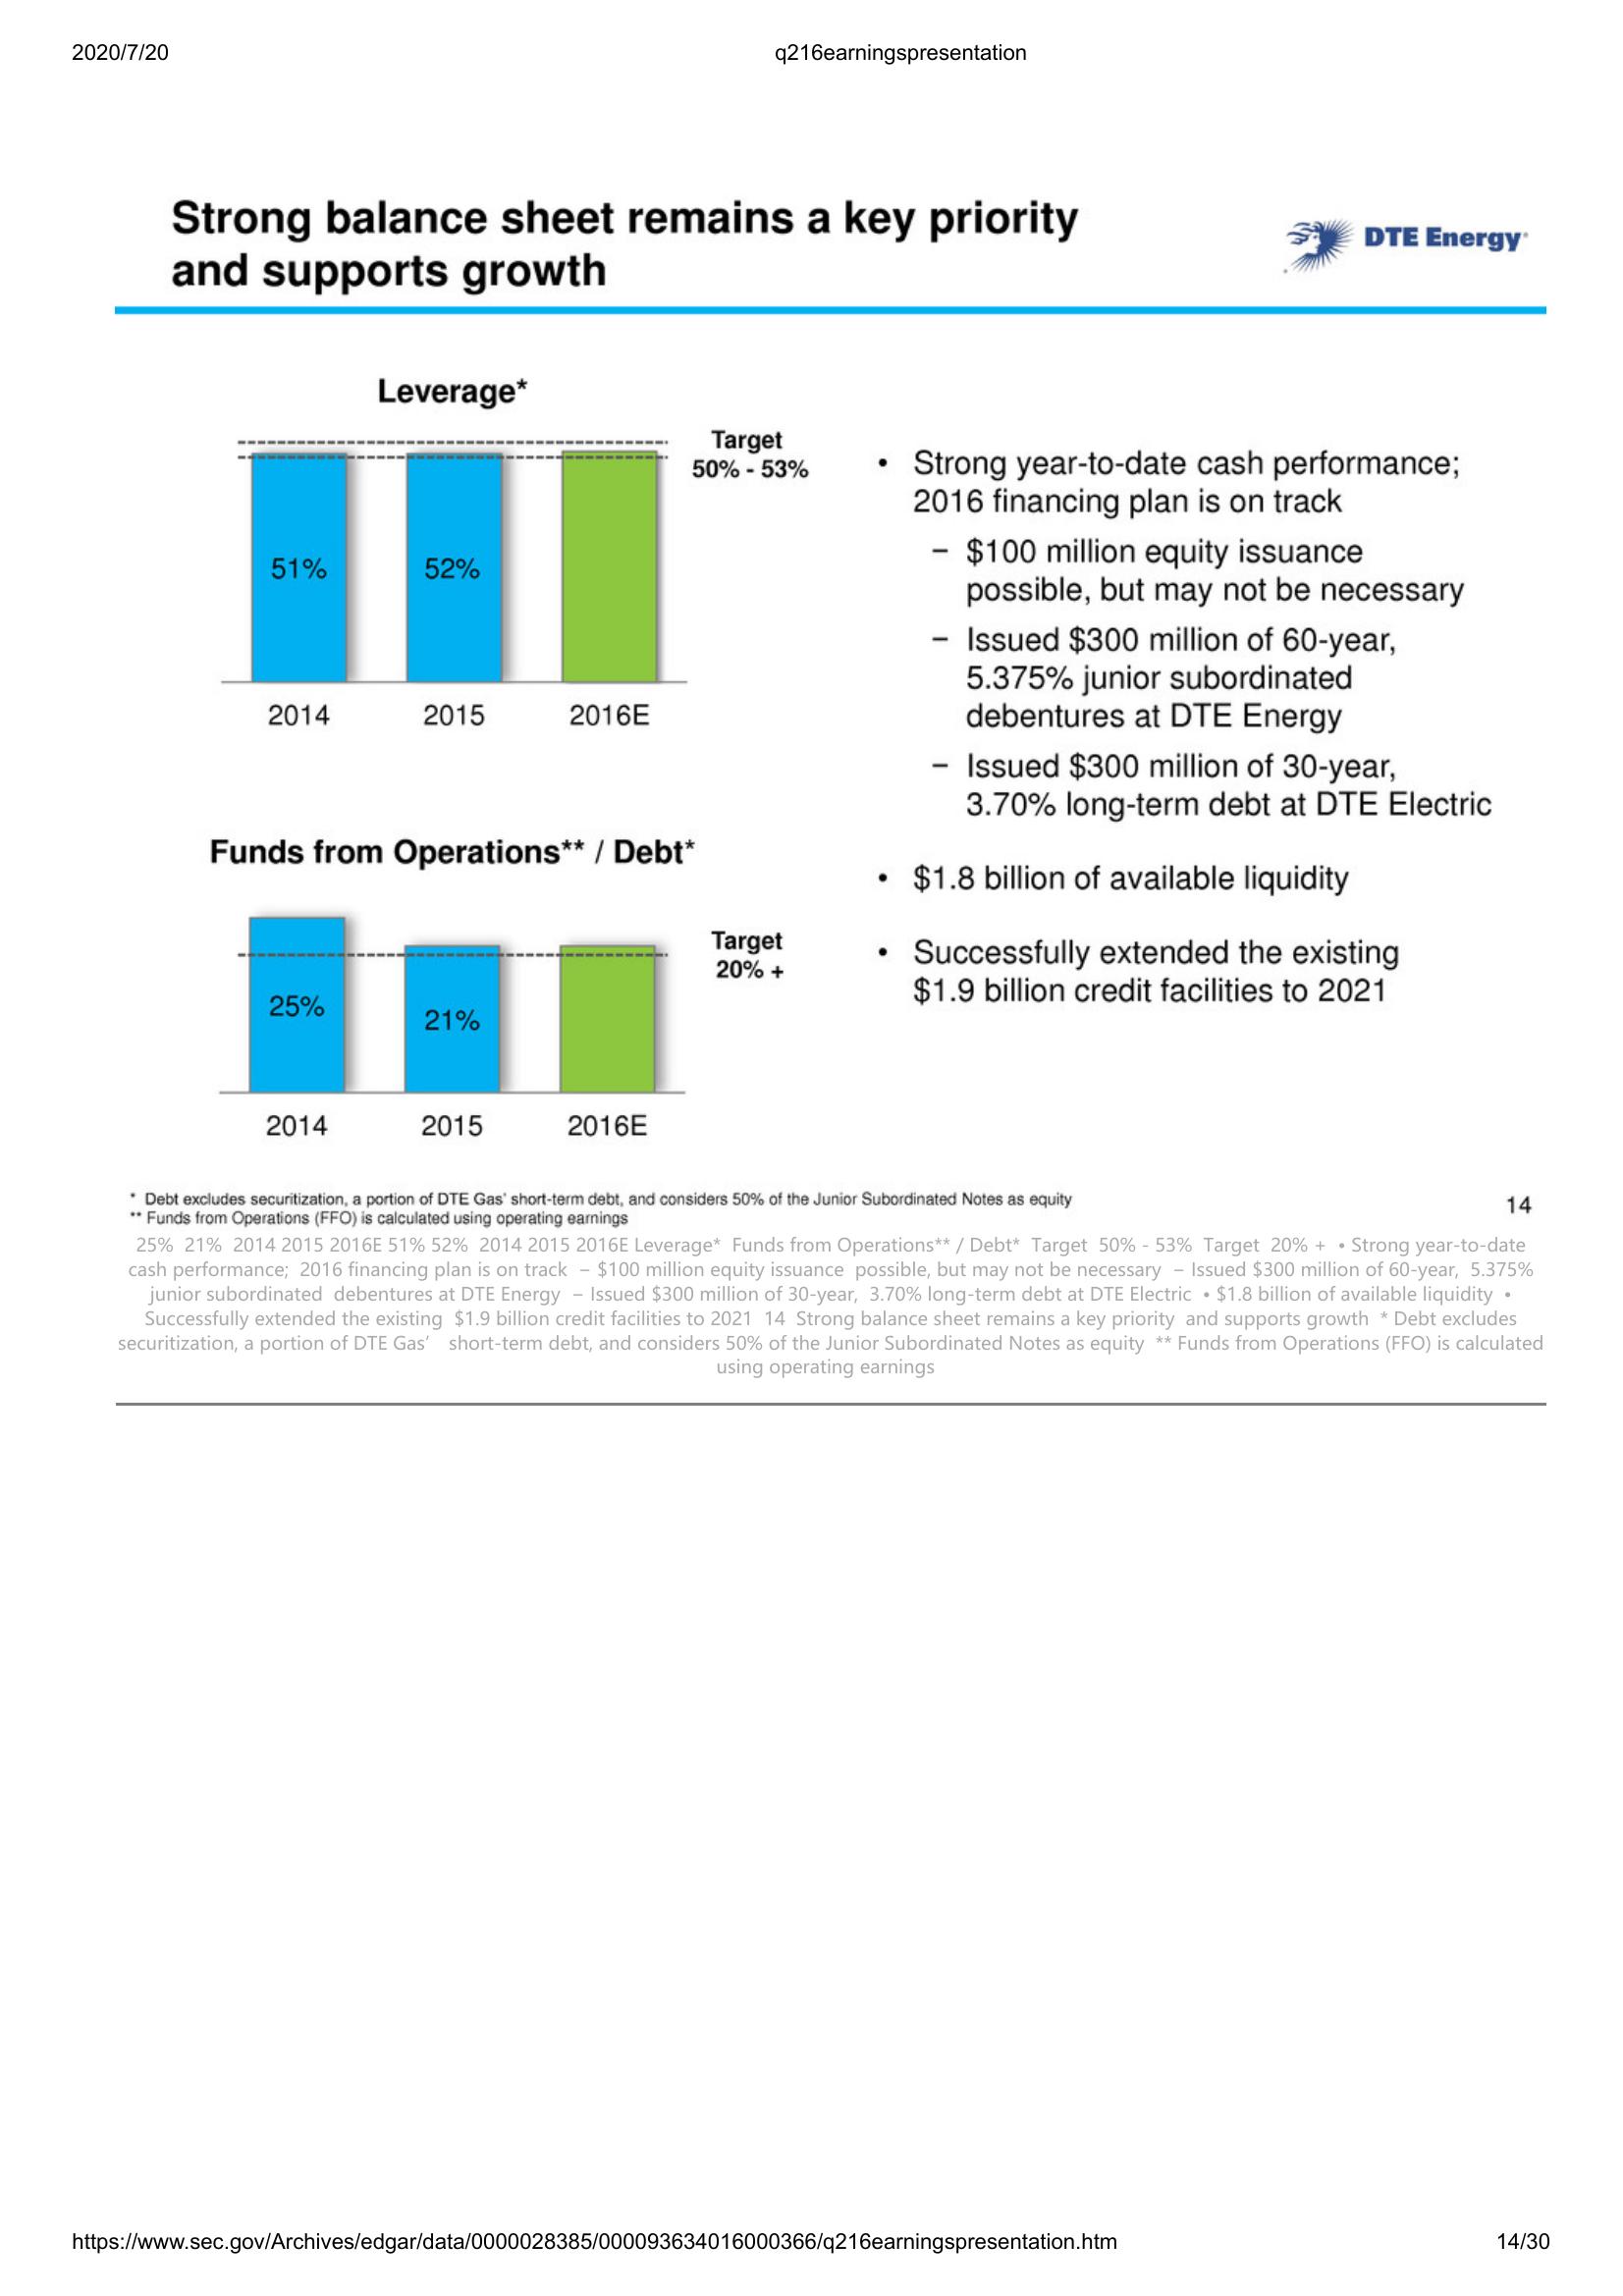 2020/7/20
q216earningspresentation
Strong balance sheet remains a key priority
and supports growth
DTE Energy®
Leverage*
Target
50% - 53%
51%
52%
2014
2015
2016E
Funds from Operations** / Debt*
Target
20% +
25%
21%
2014
2015
2016E
• Strong year-to-date cash performance;
2016 financing plan is on track
– $100 million equity issuance
possible, but may not be necessary
– Issued $300 million of 60-year,
5.375% junior subordinated
debentures at DTE Energy
– Issued $300 million of 30-year,
3.70% long-term debt at DTE Electric
• $1.8 billion of available liquidity
• Successfully extended the existing
$1.9 billion credit facilities to 2021
* Debt excludes securitization, a portion of DTE Gas' short-term debt, and considers 50% of the Junior Subordinated Notes as equity
** Funds from Operations (FFO) is calculated using operating earnings
14
25% 21% 2014 2015 2016E 51% 52% 2014 2015 2016E Leverage* Funds from Operations** / Debt* Target 50% - 53% Target 20% + • Strong year-to-date
cash performance; 2016 financing plan is on track – $100 million equity issuance possible, but may not be necessary – Issued $300 million of 60-year, 5.375%
junior subordinated debentures at DTE Energy – Issued $300 million of 30-year, 3.70% long-term debt at DTE Electric • $1.8 billion of available liquidity •
Successfully extended the existing $1.9 billion credit facilities to 2021 14 Strong balance sheet remains a key priority and supports growth * Debt excludes
securitization, a portion of DTE Gas’ short-term debt, and considers 50% of the Junior Subordinated Notes as equity ** Funds from Operations (FFO) is calculated
using operating earnings
https://www.sec.gov/Archives/edgar/data/0000028385/000093634016000366/q216earningspresentation.htm
14/30